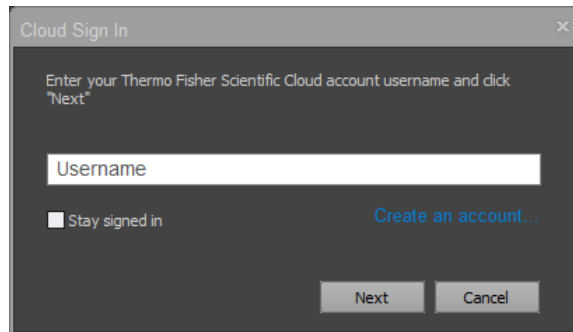 Cloud Sign In
Enter your Thermo Fisher Scientific Cloud account username and click
"Next"
Username
Stay signed in
Create an account...
Next
Cancel